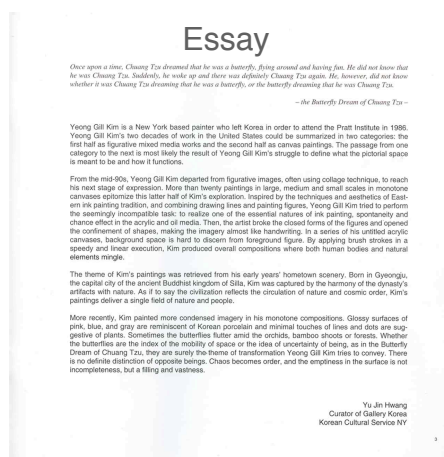 Essay
Once upon a time, Chuang Tzu dreamed that he was a butterfly, flying around and having fun. He did not know that
he was Chuang Tzu. Suddenly, he woke up and there was definitely Chuang Tzu again. He, however, did not know
whether it was Chuang Tzu dreaming that he was a butterfly, or the butterfly dreaming that he was Chuang Tzu.
– the Butterfly Dream of Chuang Tzu –
Yeong Gill Kim is a New York based painter who left Korea in order to attend the Pratt Institute in 1986.
Yeong Gill Kim's two decades of work in the United States could be summarized in two categories: the
first half as figurative mixed media works and the second half as canvas paintings. The passage from one
category to the next is most likely the result of Yeong Gill Kim's struggle to define what the pictorial space
is meant to be and how it functions.
From the mid-90s, Yeong Gill Kim departed from figurative images, often using collage technique, to reach
his next stage of expression. More than twenty paintings in large, medium and small scales in monotone
canvases epitomize this latter half of Kim's exploration. Inspired by the techniques and aesthetics of East-
ern ink painting tradition, and combining drawing lines and painting figures, Yeong Gill Kim tried to perform
the seemingly incompatible task: to realize one of the essential natures of ink painting, spontaneity and
chance effect in the acrylic and oil media. Then, the artist broke the closed forms of the figures and opened
the confinement of shapes, making the imagery almost like handwriting. In a series of his untitled acrylic
canvases, background space is hard to discern from foreground figure. By applying brush strokes in a
speedy and linear execution, Kim produced overall compositions where both human bodies and natural
elements mingle.
The theme of Kim's paintings was retrieved from his early years' hometown scenery. Born in Gyeongju,
the capital city of the ancient Buddhist kingdom of Silla, Kim was captured by the harmony of the dynasty's
artifacts with nature. As if to say the civilization reflects the circulation of nature and cosmic order, Kim's
paintings deliver a single field of nature and people.
More recently, Kim painted more condensed imagery in his monotone compositions. Glossy surfaces of
pink, blue, and gray are reminiscent of Korean porcelain and minimal touches of lines and dots are sug-
gestive of plants. Sometimes the butterflies flutter amid the orchids, bamboo shoots or forests. Whether
the butterflies are the index of the mobility of space or the idea of uncertainty of being, as in the Butterfly
Dream of Chuang Tzu, they are surely the theme of transformation Yeong Gill Kim tries to convey. There
is no definite distinction of opposite beings. Chaos becomes order, and the emptiness in the surface is not
incompleteness, but a filling and vastness.
Yu Jin Hwang
Curator of Gallery Korea
Korean Cultural Service NY
3